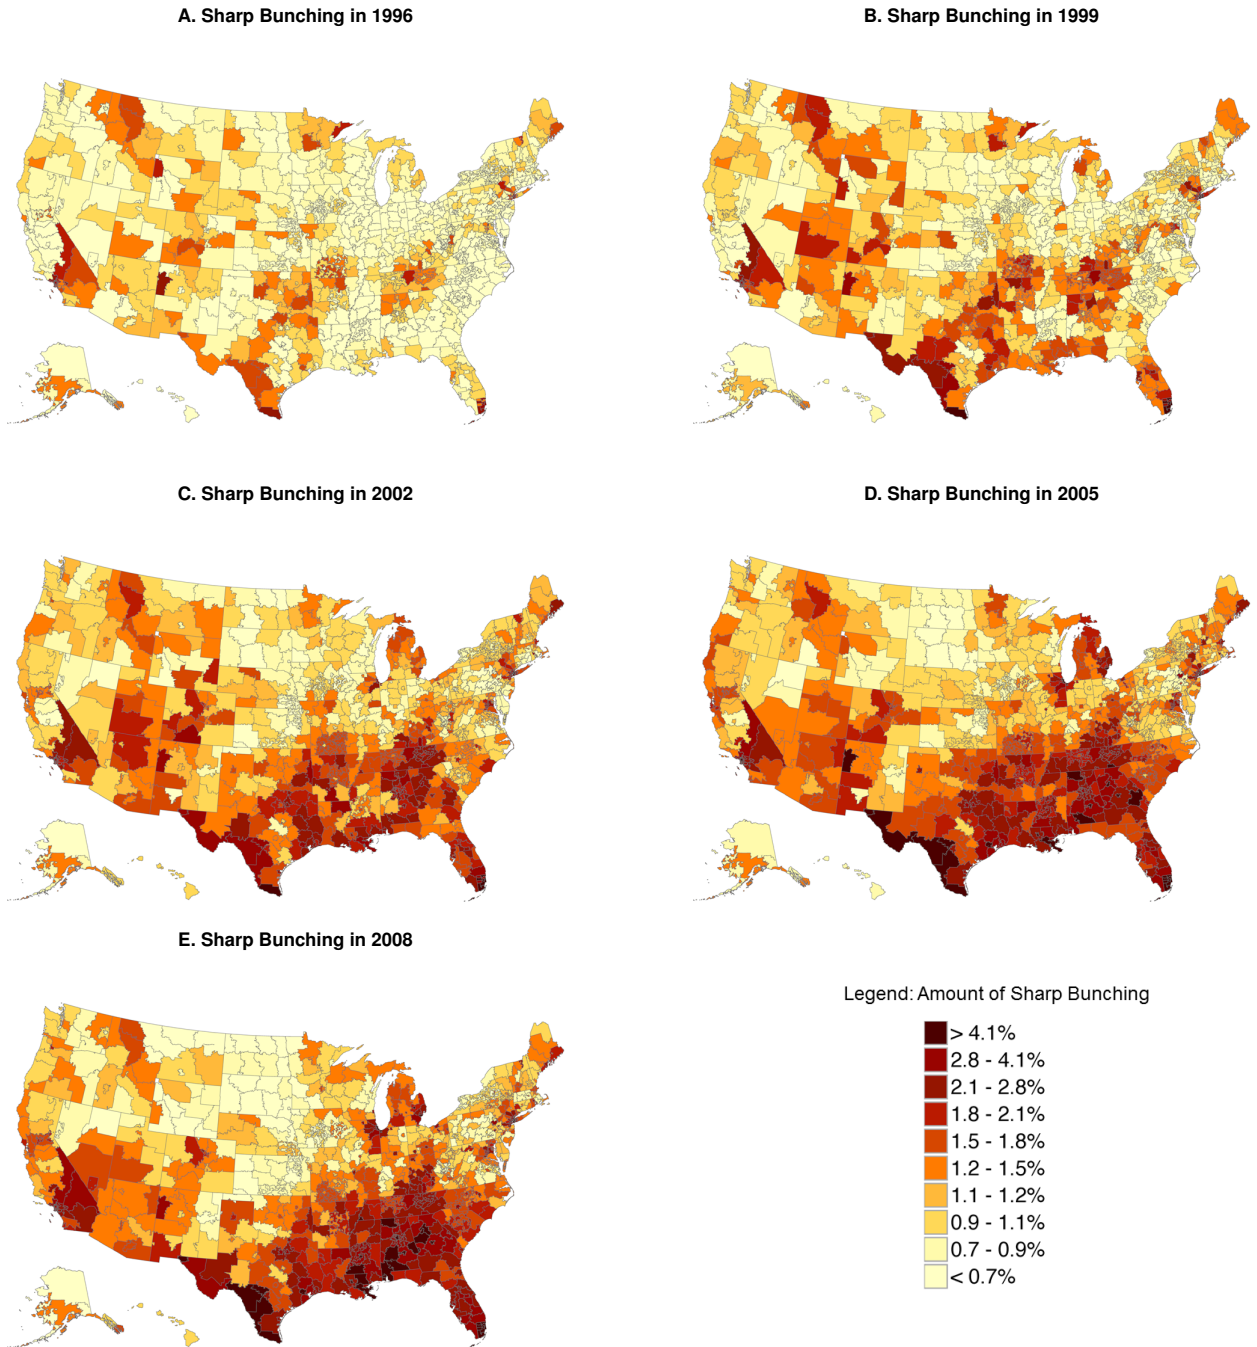 A. Sharp Bunching in 1996
B. Sharp Bunching in 1999
C. Sharp Bunching in 2002
D. Sharp Bunching in 2005
E. Sharp Bunching in 2008
Legend: Amount of Sharp Bunching
> 4.1%
2.8 - 4.1%
2.1 - 2.8%
1.8 - 2.1%
1.5 - 1.8%
1.2 - 1.5%
1.1 - 1.2%
0.9 - 1.1%
0.7 - 0.9%
< 0.7%